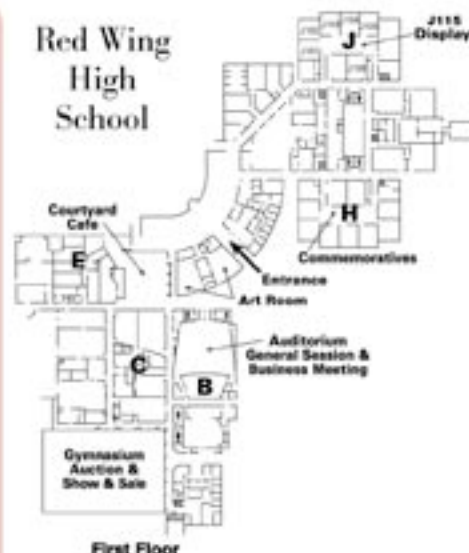 Red Wing
High
School
J115
Display
J
H
Commemoratives
Courtyard
Cafe
E
Entrance
Art Room
Auditorium
General Session &
Business Meeting
C
B
Gymnasium
Auction &
Show & Sale
First Floor